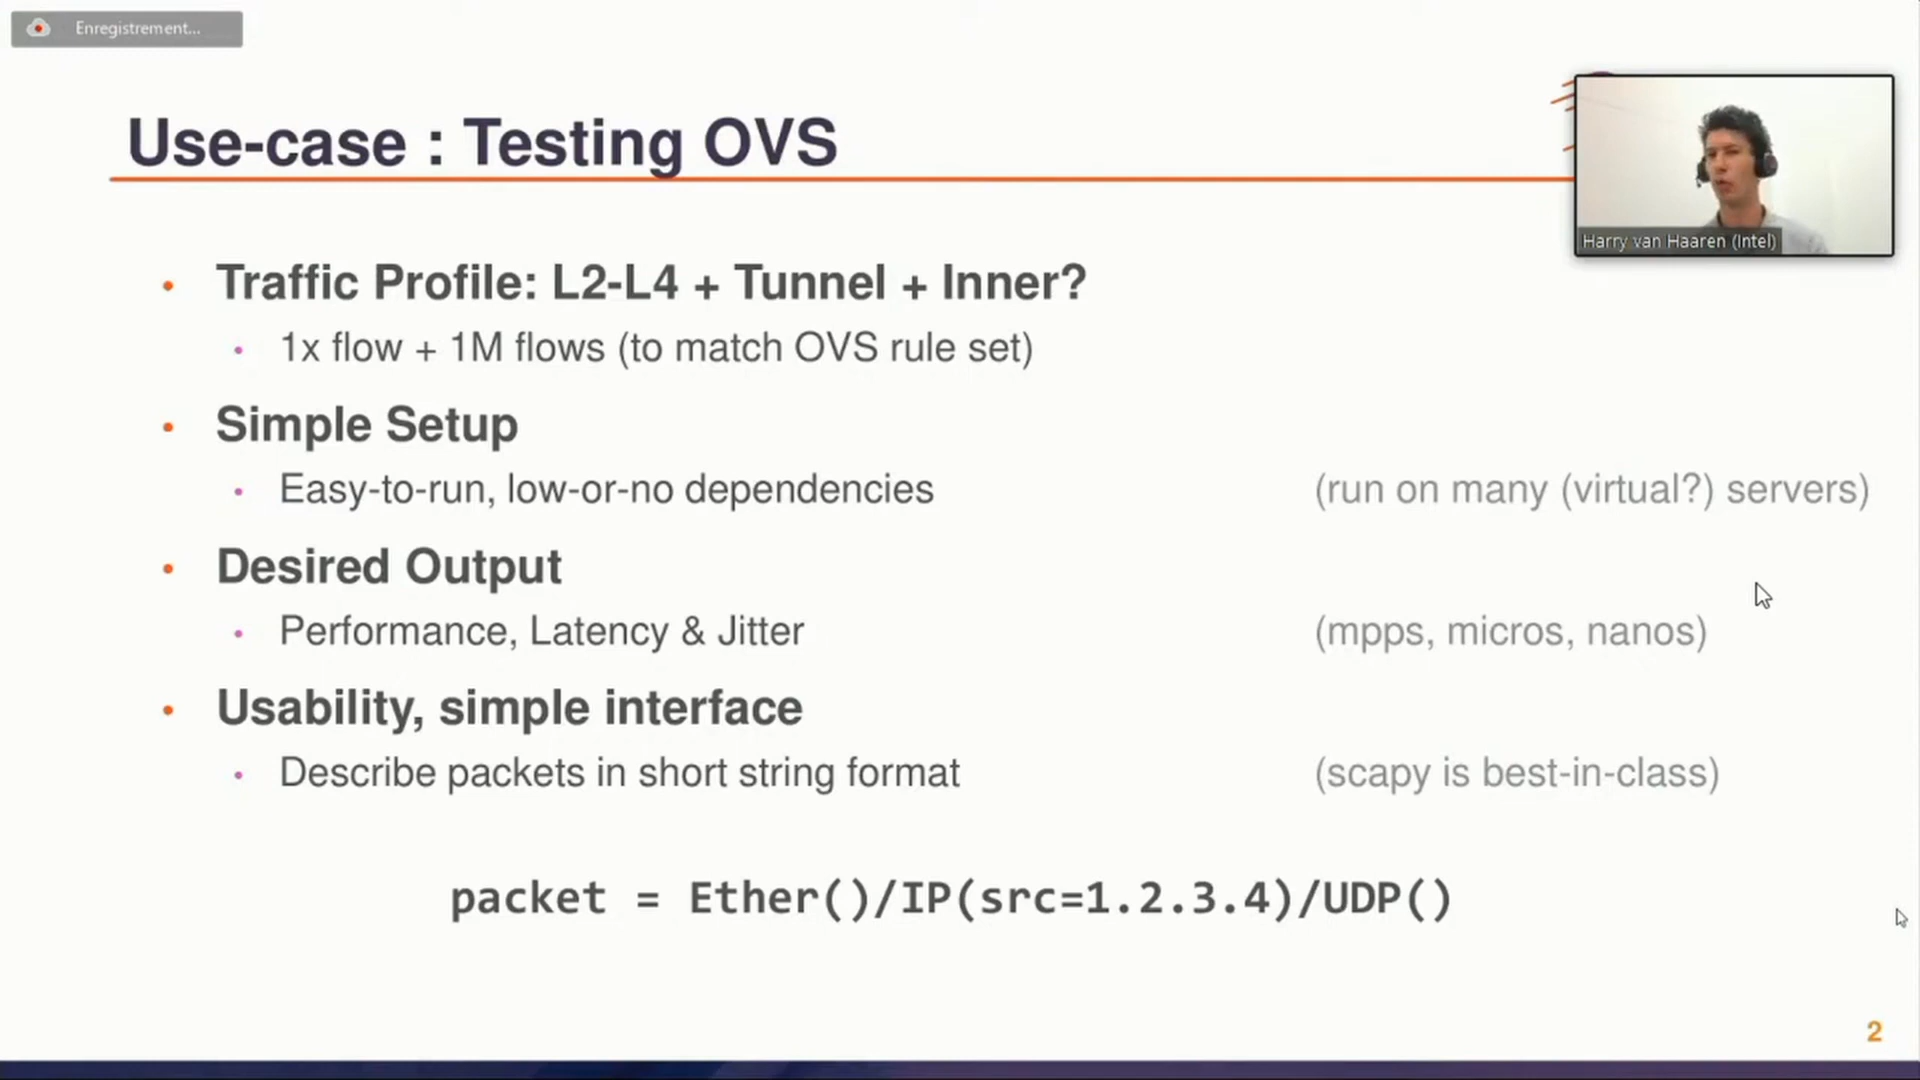 Enregistrement...
Use-case : Testing OVS
Harry van Haaren (Intel)
• Traffic Profile: L2-L4 + Tunnel + Inner?
• 1x flow + 1M flows (to match OVS rule set)
• Simple Setup
• Easy-to-run, low-or-no dependencies (run on many (virtual?) servers)
• Desired Output
• Performance, Latency & Jitter (mpps, micros, nanos)
• Usability, simple interface
• Describe packets in short string format (scapy is best-in-class)
packet = Ether()/IP(src=1.2.3.4)/UDP()
2